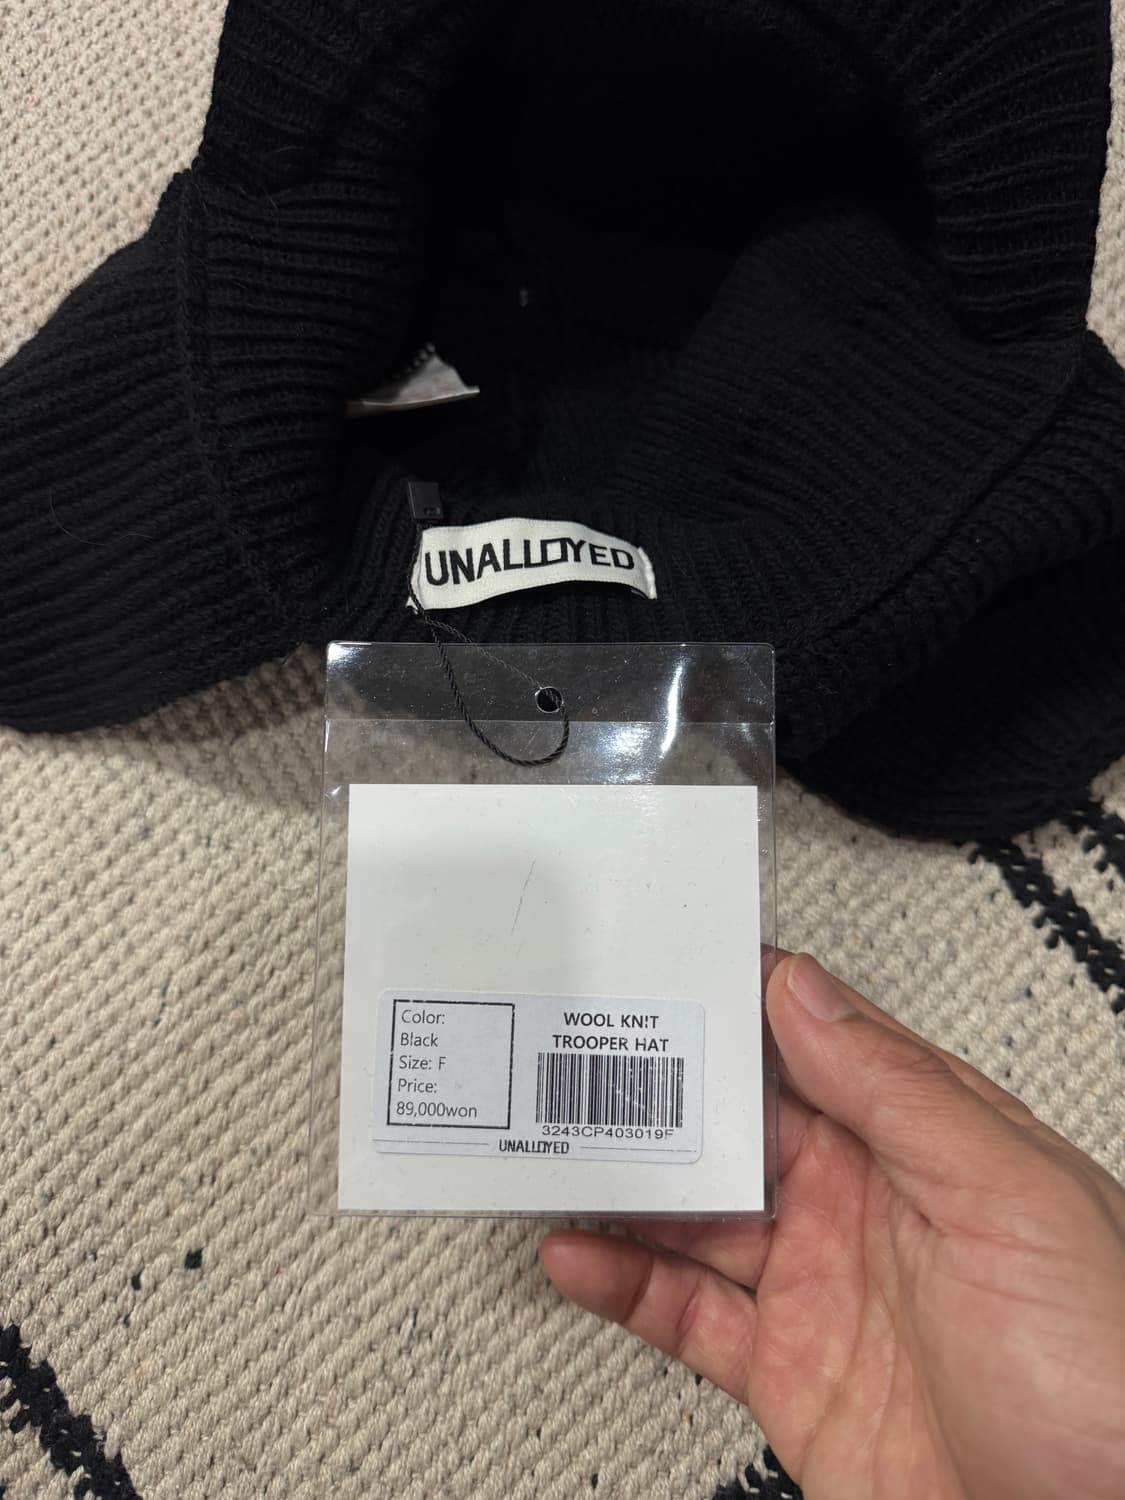 UNALLOYED
Color:
Black
Size: F
Price:
89,000won
WOOL KNIT
TROOPER HAT
3243CP403019F
UNALLOYED